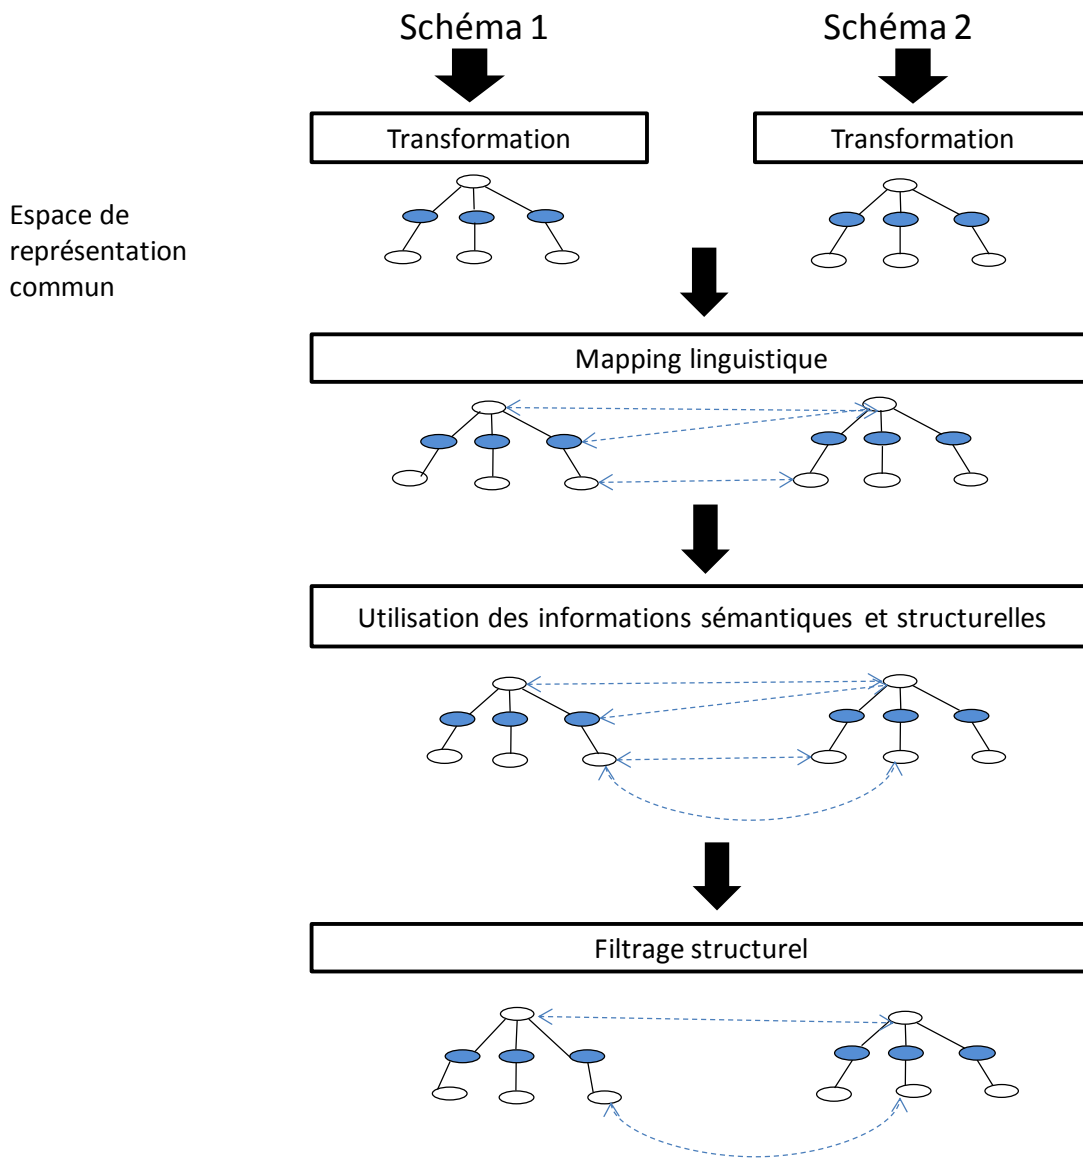 Schéma 1
Schéma 2
Transformation
Transformation
Espace de
représentation
commun
Mapping linguistique
Utilisation des informations sémantiques et structurelles
Filtrage structurel